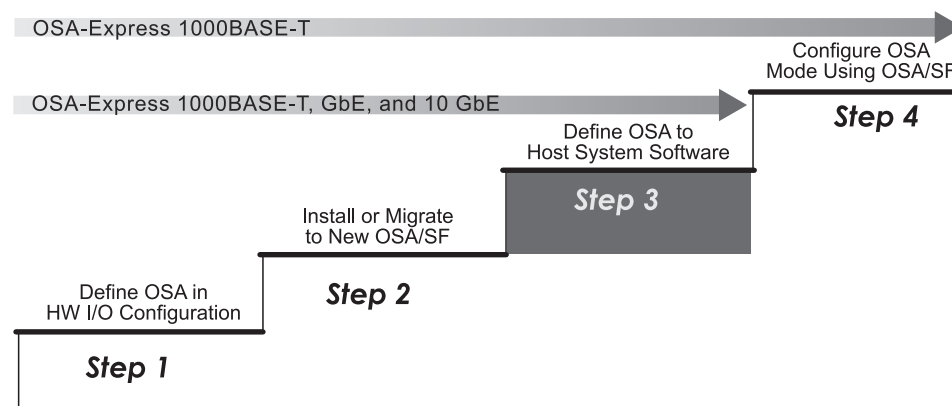 OSA-Express 1000BASE-T
Configure OSA
Mode Using OSA/SF
OSA-Express 1000BASE-T, GbE, and 10 GbE
Step 4
Define OSA to
Host System Software
Step 3
Install or Migrate
to New OSA/SF
Step 2
Define OSA in
HW I/O Configuration
Step 1